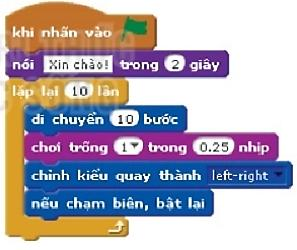 khi nhấn vào
nói Xin chào! trong 2 giây
lặp lại 10 lần
di chuyển 10 bước
chơi trống 1 trong 0.25 nhịp
chỉnh kiểu quay thành left-right
nếu chạm biên, bật lại